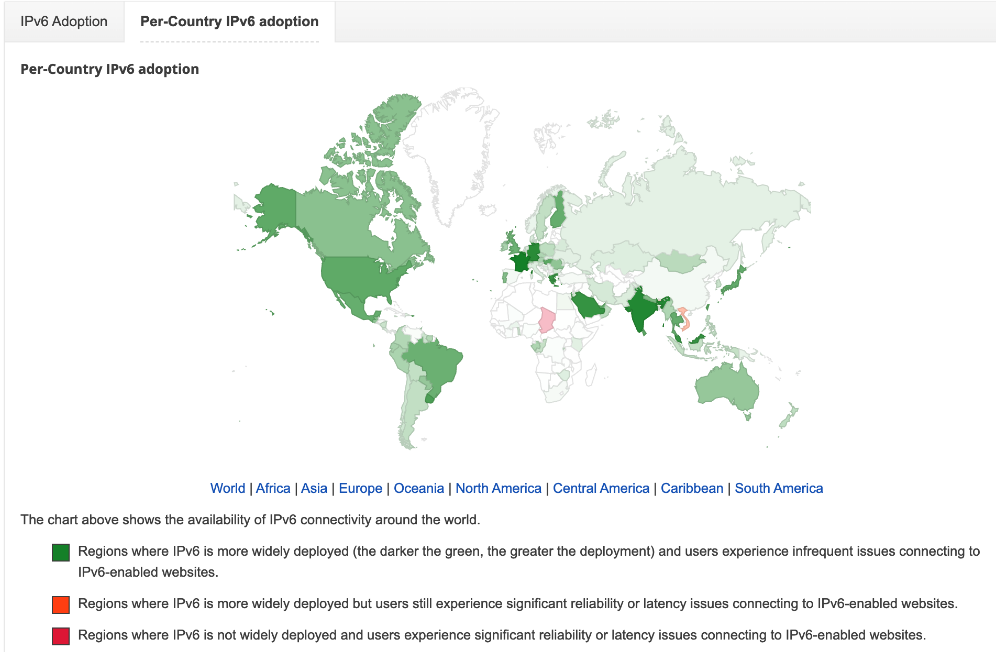 IPv6 Adoption
Per-Country IPv6 adoption
Per-Country IPv6 adoption
World | Africa | Asia | Europe | Oceania | North America | Central America | Caribbean | South America
The chart above shows the availability of IPv6 connectivity around the world.
Regions where IPv6 is more widely deployed (the darker the green, the greater the deployment) and users experience infrequent issues connecting to
IPv6-enabled websites.
Regions where IPv6 is more widely deployed but users still experience significant reliability or latency issues connecting to IPv6-enabled websites.
Regions where IPv6 is not widely deployed and users experience significant reliability or latency issues connecting to IPv6-enabled websites.